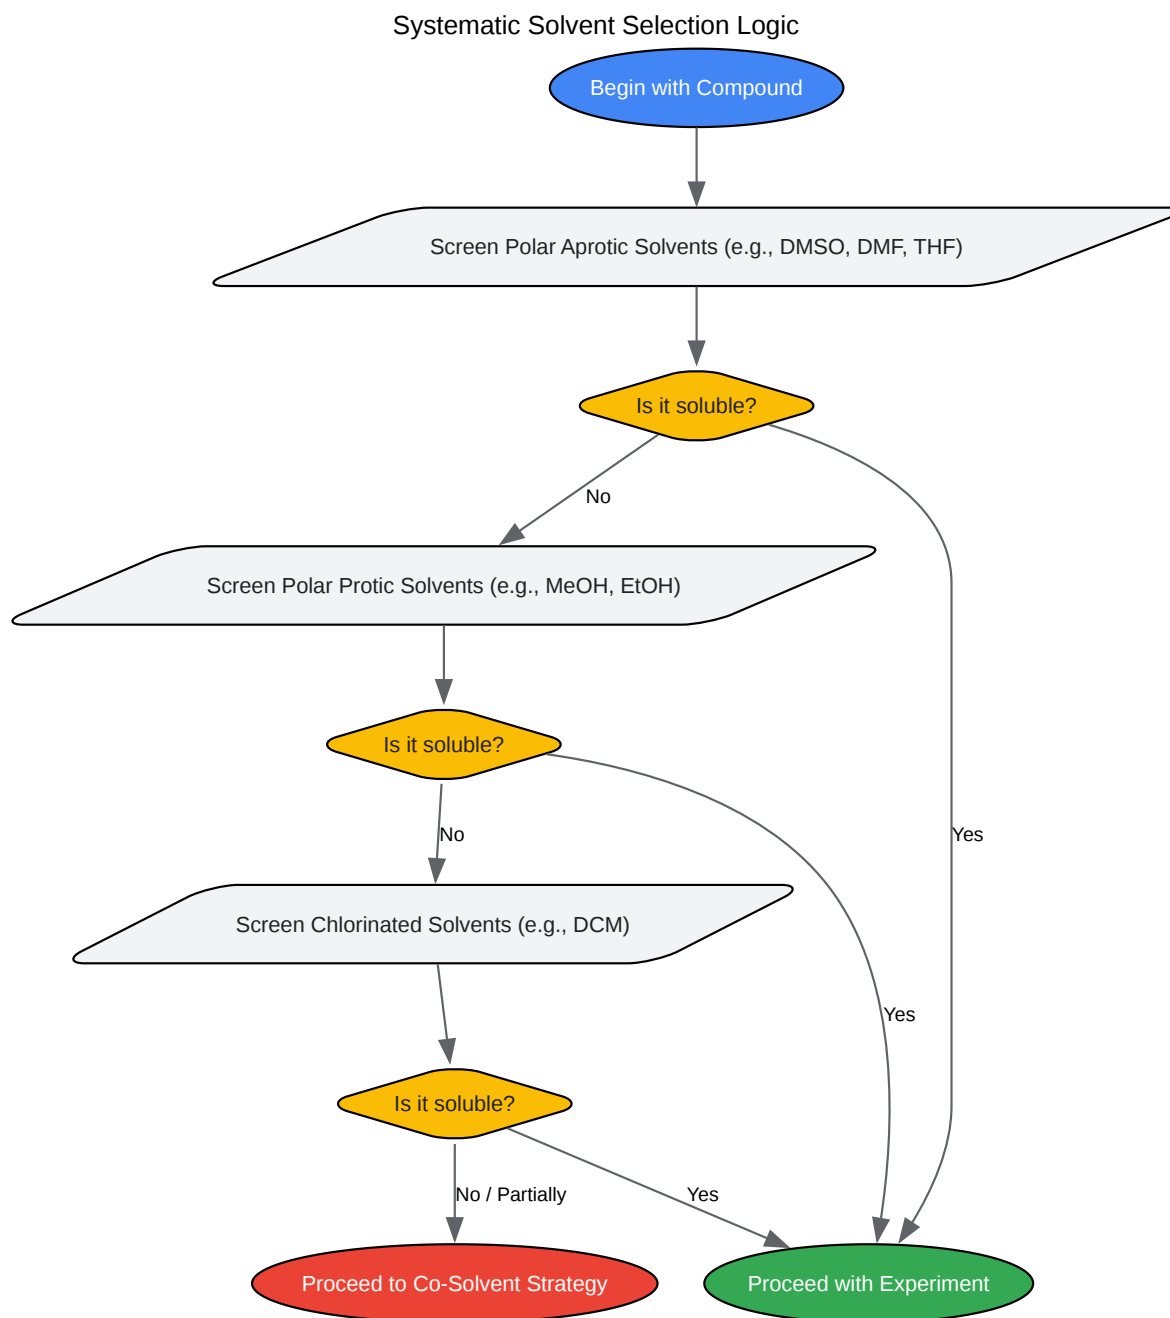 Systematic Solvent Selection Logic
Begin with Compound
Screen Polar Aprotic Solvents (e.g., DMSO, DMF, THF)
Is it soluble?
No
Screen Polar Protic Solvents (e.g., MeOH, EtOH)
Is it soluble?
No
Yes
Screen Chlorinated Solvents (e.g., DCM)
Yes
Is it soluble?
No / Partially
Yes
Proceed to Co-Solvent Strategy
Proceed with Experiment